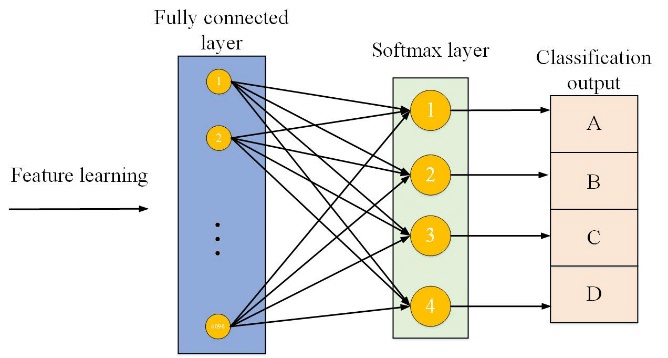 Fully connected
layer
Softmax layer
Classification
output
Feature learning
1
2
1
2
3
4
A
B
C
D